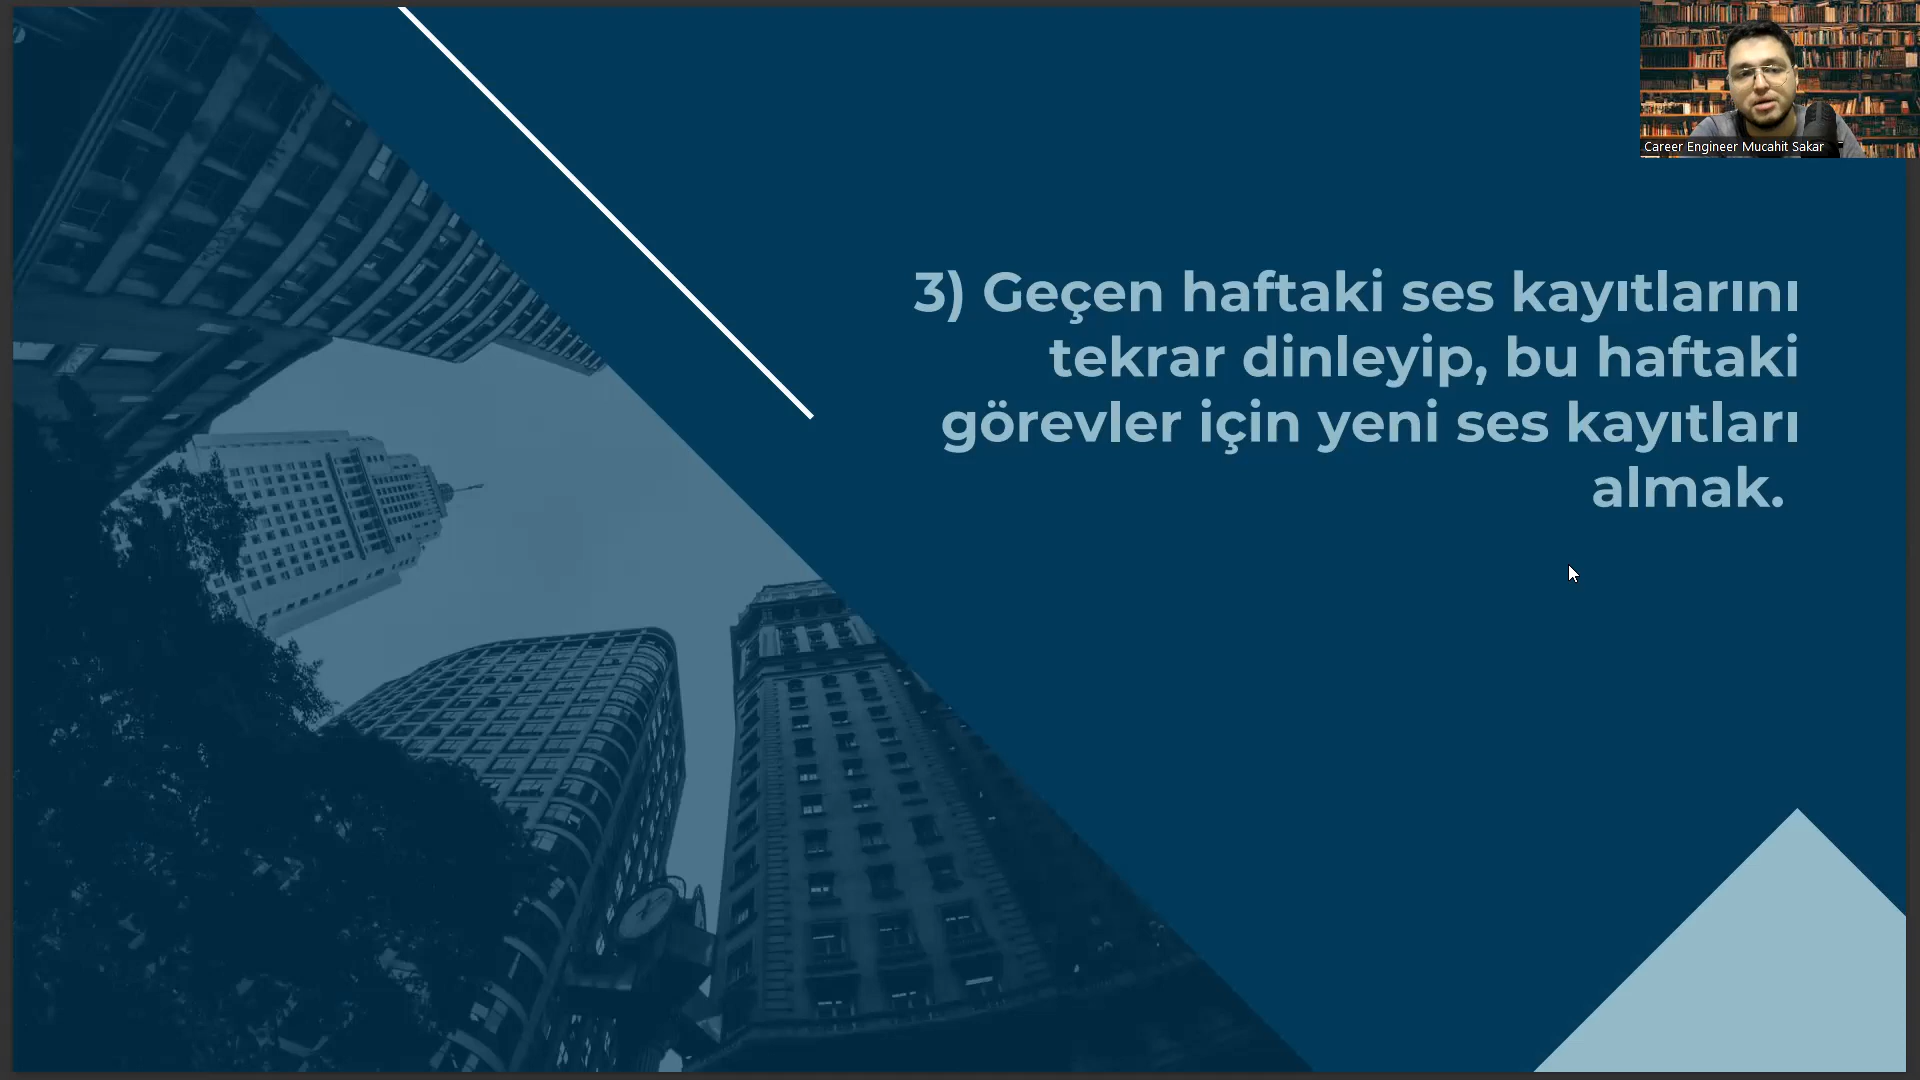 Career Engineer Mucahit Sakar
3) Geçen haftaki ses kayıtlarını
tekrar dinleyip, bu haftaki
görevler için yeni ses kayıtları
almak.